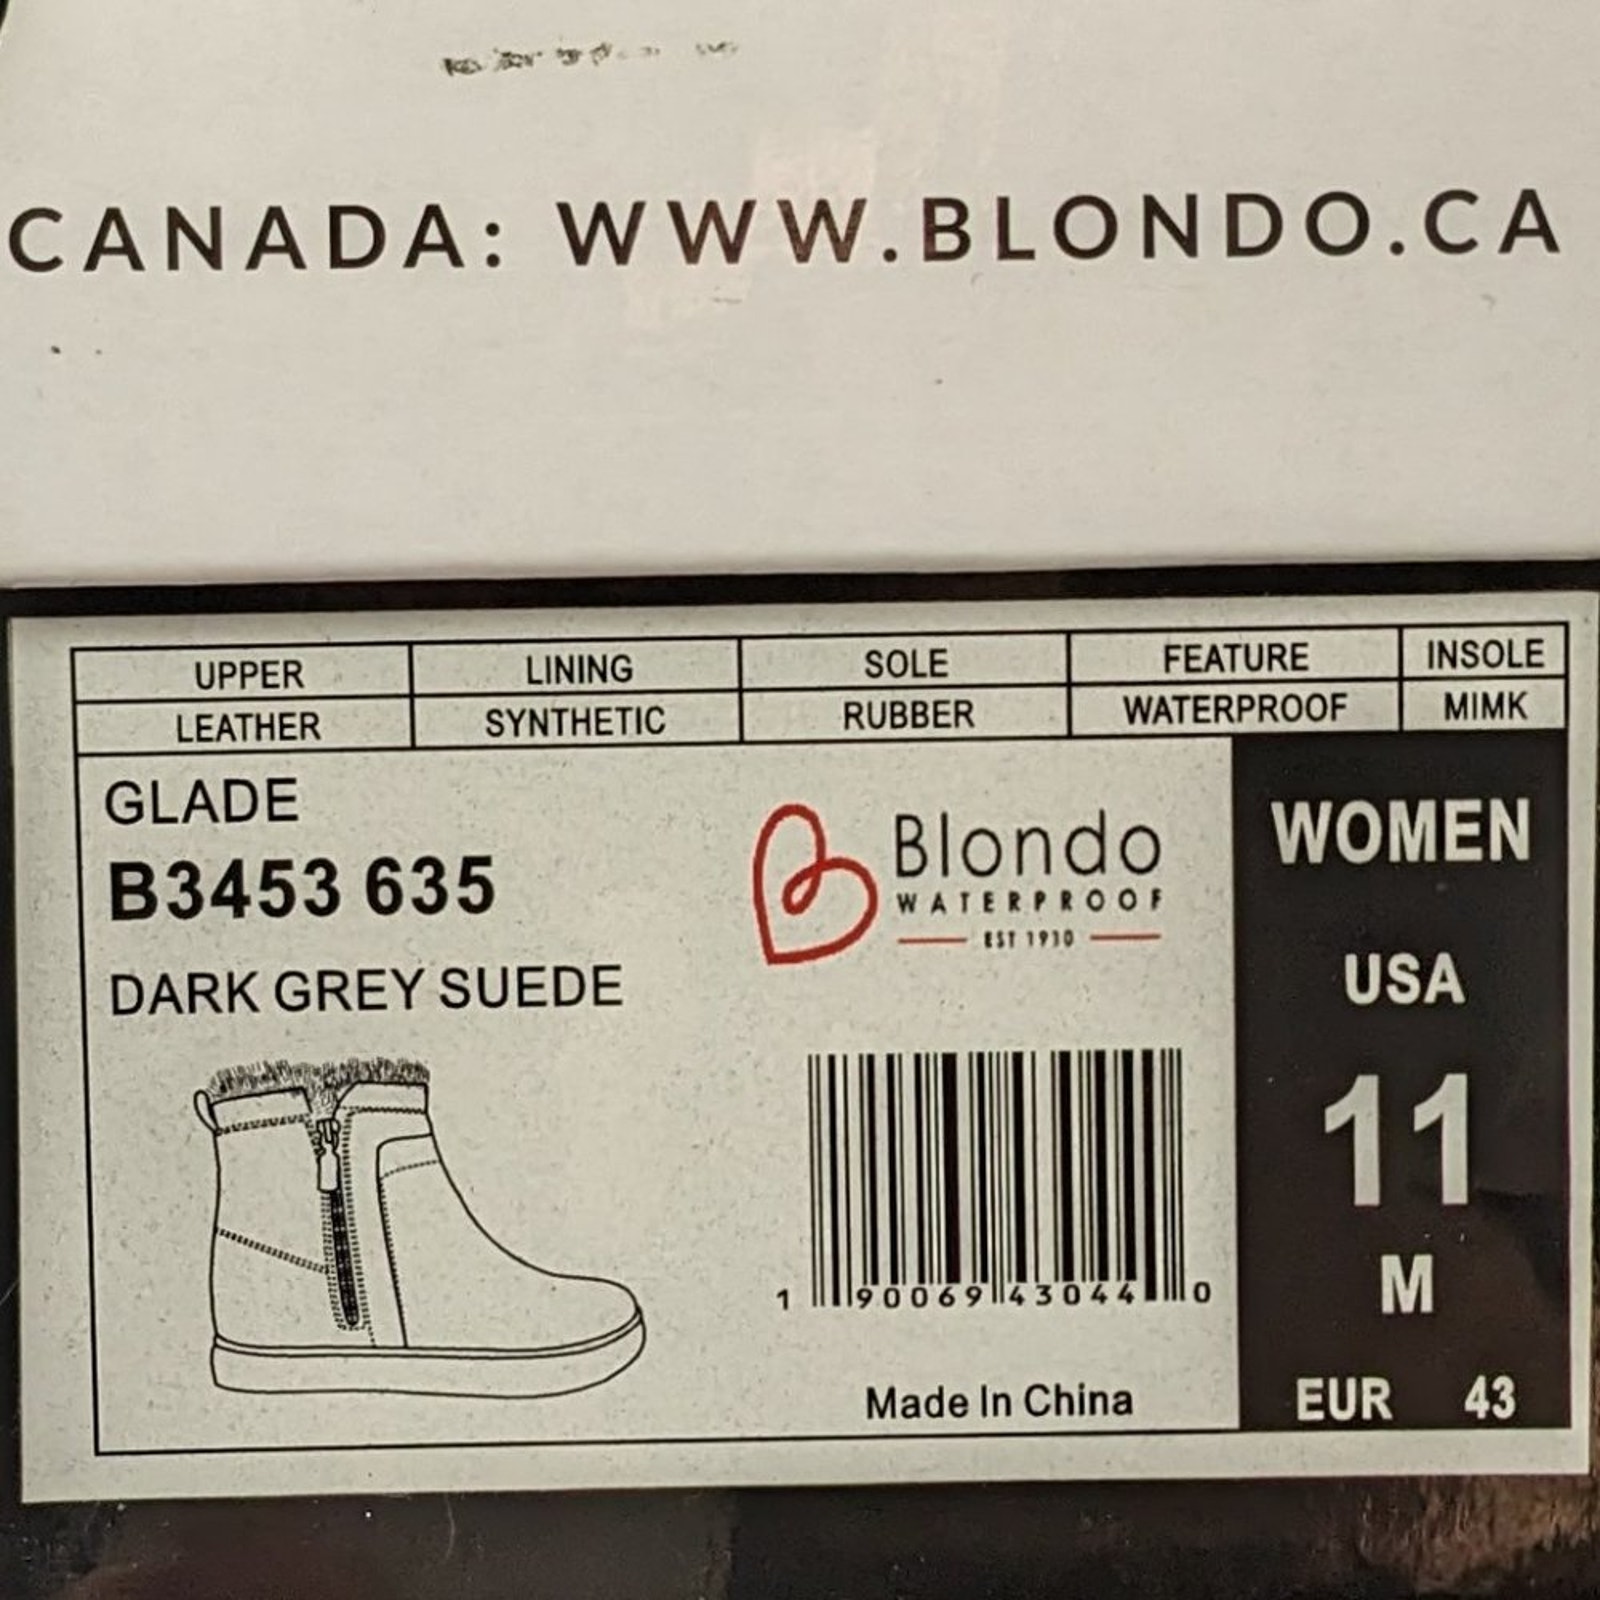 CANADA: WWW.BLONDO.CA
UPPER LINING SOLE FEATURE INSOLE
LEATHER SYNTHETIC RUBBER WATERPROOF MIMK
GLADE
B3453 635
DARK GREY SUEDE
Blondo
WATERPROOF
EST 1910
1 90069 43044 0
Made In China
WOMEN
USA
11
M
EUR 43